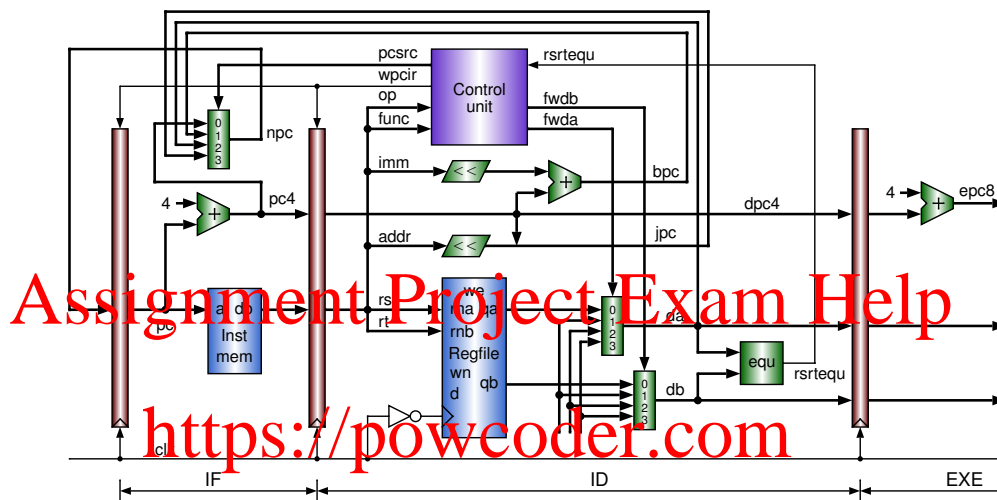 pcsrc
rsrtequ
wpcir
Control
unit
op
fwdb
func
fwda
0
1
2
3
npc
imm
<<
+
bpc
4
+
pc4
dpc4
4
+
epc8
addr
<<
jpc
Assignment Project Exam Help
pc
a do
Inst
mem
rs
rt
we
rna qa
rnb
Regfile
wn
d
qb
0
1
2
3
da
equ
rsrtequ
0
1
2
3
db
https://powcoder.com
clk
IF
ID
EXE